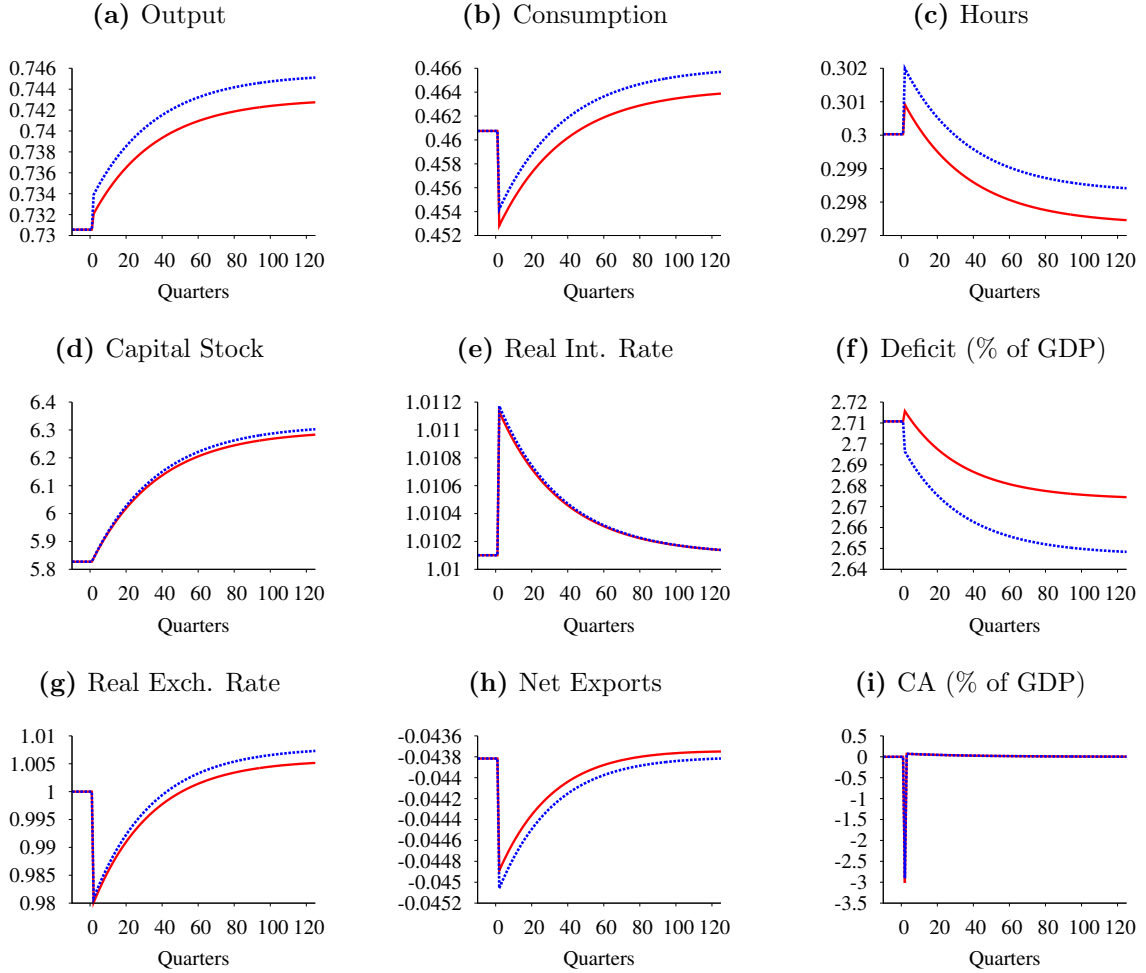 (a) Output
(b) Consumption
(c) Hours
0.746
0.744
0.742
0.74
0.738
0.736
0.734
0.732
0.73
0 20 40 60 80 100 120
Quarters
0.466
0.464
0.462
0.46
0.458
0.456
0.454
0.452
0 20 40 60 80 100 120
Quarters
0.302
0.301
0.3
0.299
0.298
0.297
0 20 40 60 80 100 120
Quarters
(d) Capital Stock
(e) Real Int. Rate
(f) Deficit (% of GDP)
6.4
6.3
6.2
6.1
6
5.9
5.8
0 20 40 60 80 100 120
Quarters
1.0112
1.011
1.0108
1.0106
1.0104
1.0102
1.01
0 20 40 60 80 100 120
Quarters
2.72
2.71
2.7
2.69
2.68
2.67
2.66
2.65
2.64
0 20 40 60 80 100 120
Quarters
(g) Real Exch. Rate
(h) Net Exports
(i) CA (% of GDP)
1.01
1.005
1
0.995
0.99
0.985
0.98
0 20 40 60 80 100 120
Quarters
-0.0436
-0.0438
-0.044
-0.0442
-0.0444
-0.0446
-0.0448
-0.045
-0.0452
0 20 40 60 80 100 120
Quarters
0.5
0
-0.5
-1
-1.5
-2
-2.5
-3
-3.5
0 20 40 60 80 100 120
Quarters